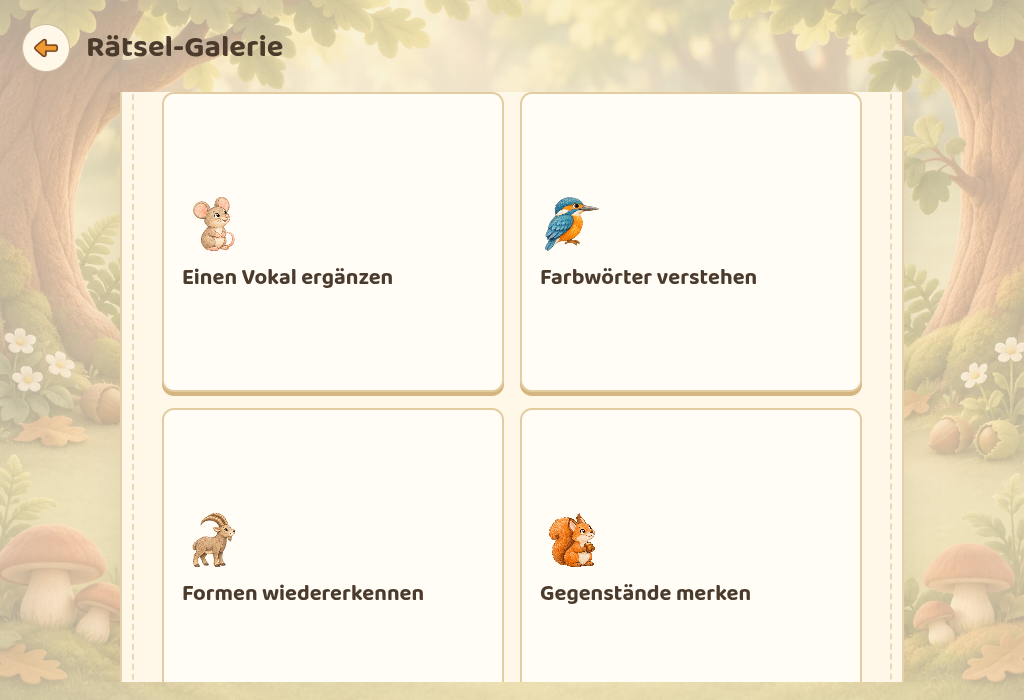 Rätsel-Galerie
Einen Vokal ergänzen
Farbwörter verstehen
Formen wiedererkennen
Gegenstände merken